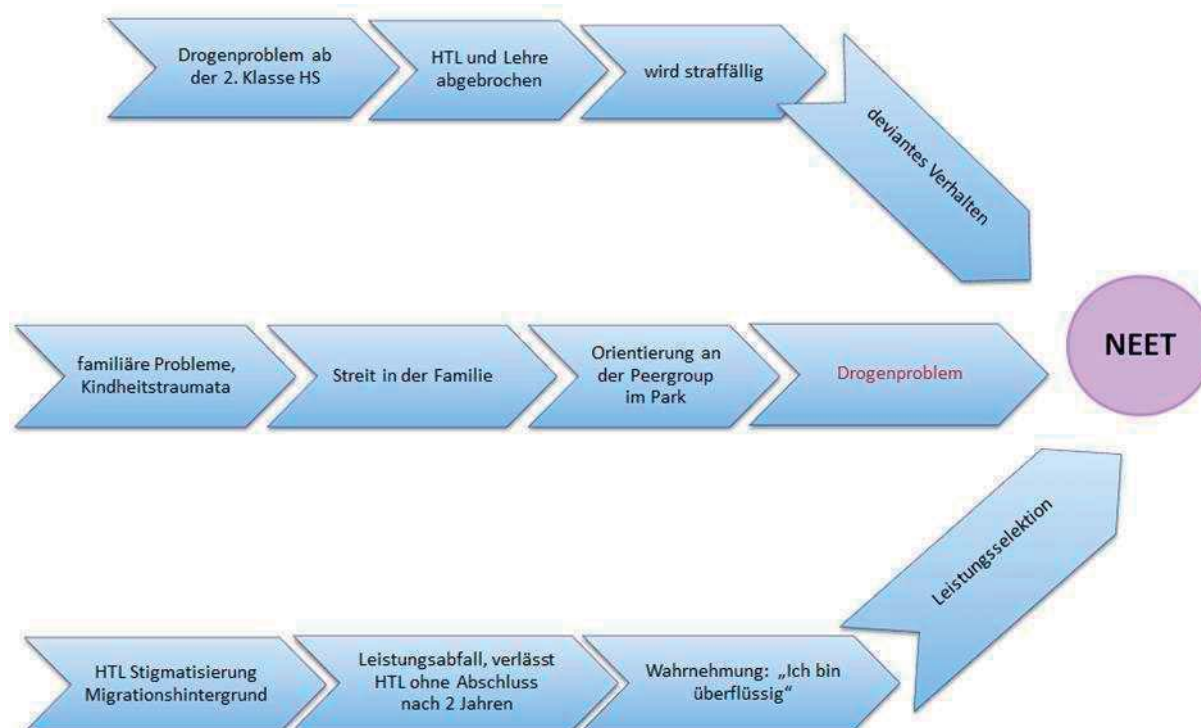 Drogenproblem ab
der 2. Klasse HS
HTL und Lehre
abgebrochen
wird straffällig
deviantes Verhalten
familiäre Probleme,
Kindheitstraumata
Streit in der Familie
Orientierung an
der Peergroup
im Park
Drogenproblem
NEET
HTL Stigmatisierung
Migrationshintergrund
Leistungsabfall, verlässt
HTL ohne Abschluss
nach 2 Jahren
Wahrnehmung: „Ich bin
überflüssig“
Leistungsselektion